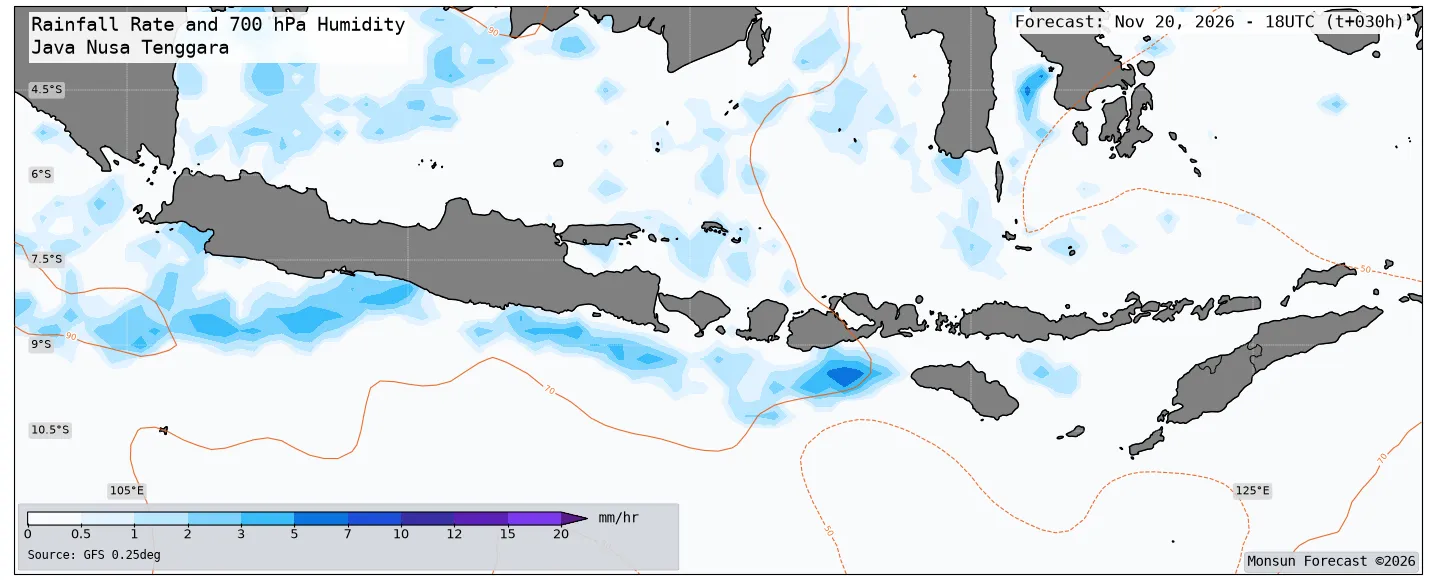 Rainfall Rate and 700 hPa Humidity
Java Nusa Tenggara
Forecast: Nov 20, 2026 - 18UTC (t+030h)
90
4.5°S
6°S
7.5°S
50
90
9°S
70
10.5°S
70
105°E
125°E
50
mm/hr
0 0.5 1 2 3 5 7 10 12 15 20
Source: GFS 0.25deg
Monsun Forecast ©2026